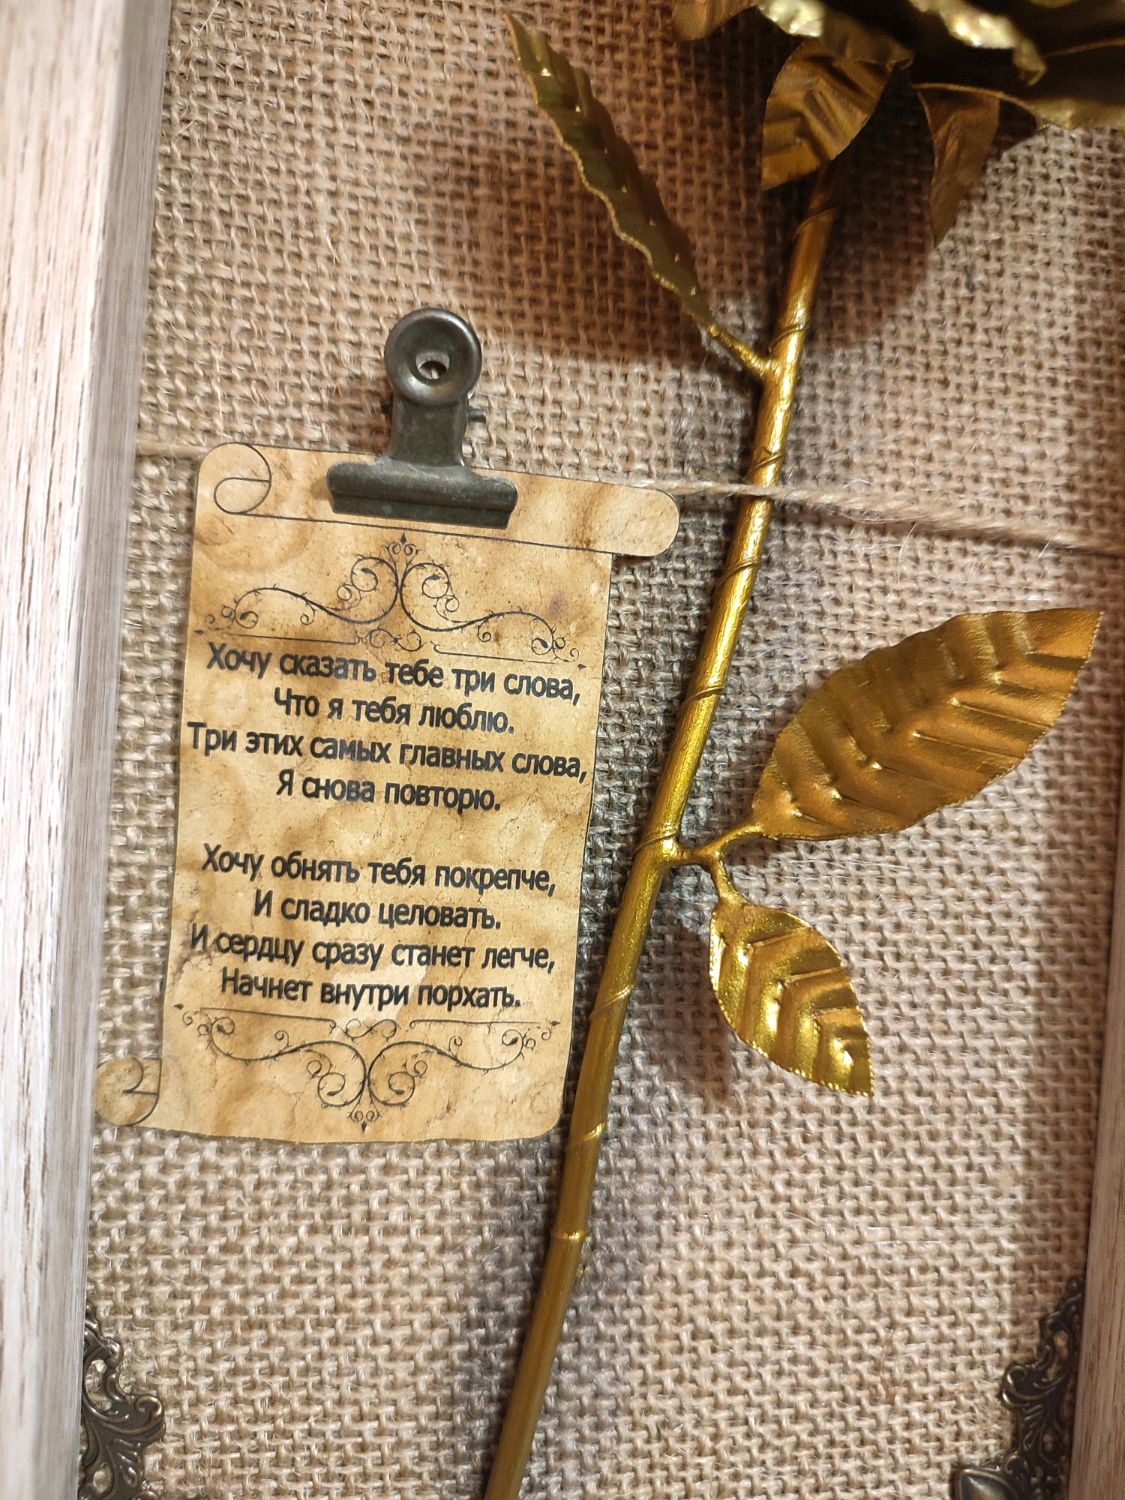 Хочу сказать тебе три слова,
Что я тебя люблю.
Три этих самых главных слова,
Я снова повторю.
Хочу обнять тебя покрепче,
И сладко целовать.
И сердцу сразу станет легче,
Начнет внутри порхать.